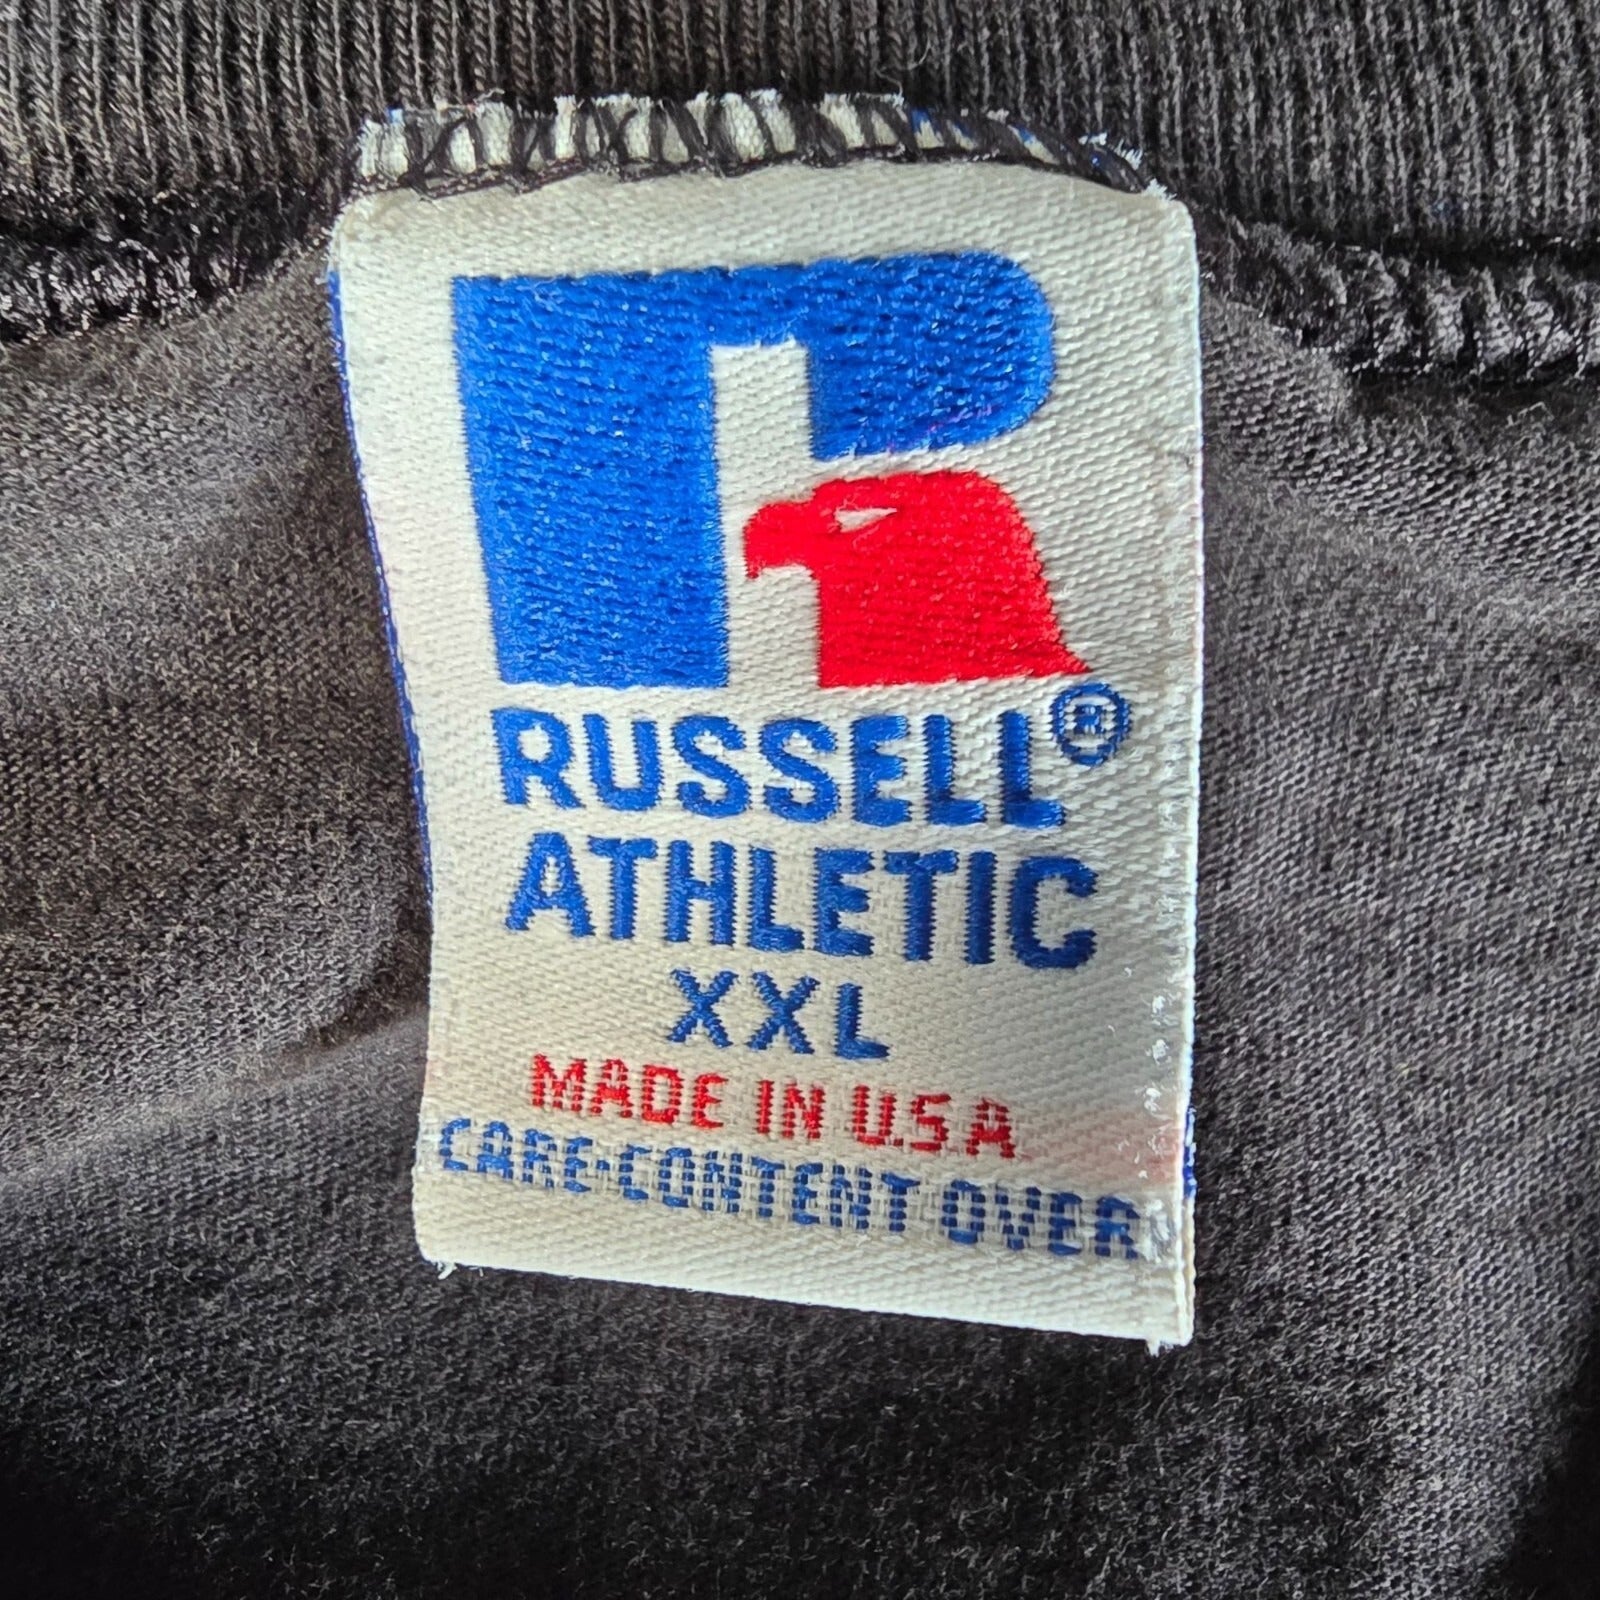 RUSSELL®
ATHLETIC
XXL
MADE IN U.S.A
CARE·CONTENT OVER